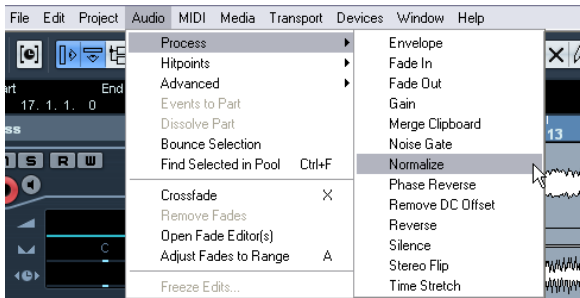 File Edit Project Audio MIDI Media Transport Devices Window Help
Process
Hitpoints
Advanced
Events to Part
Dissolve Part
Bounce Selection
Find Selected in Pool Ctrl+F
Crossfade X
Remove Fades
Open Fade Editor(s)
Adjust Fades to Range A
Freeze Edits...
Envelope
Fade In
Fade Out
Gain
Merge Clipboard
Noise Gate
Normalize
Phase Reverse
Remove DC Offset
Reverse
Silence
Stereo Flip
Time Stretch
End
17. 1. 1. 0
S R W
C
13